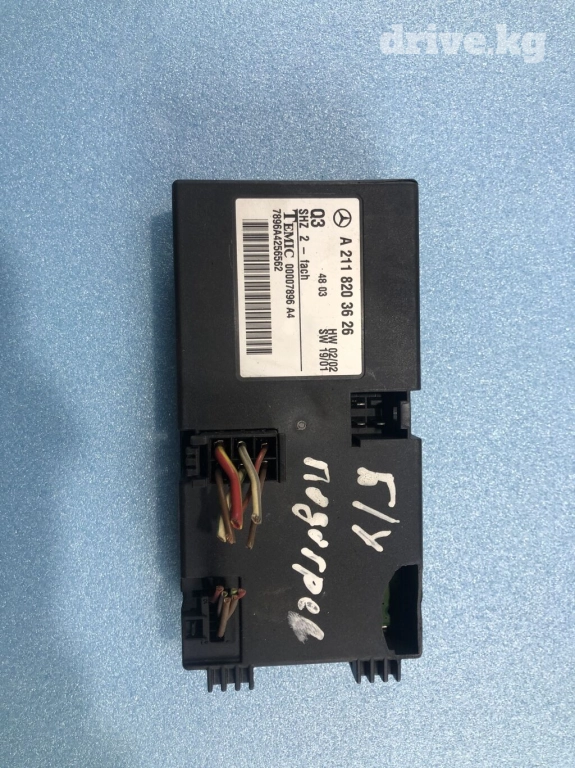 drive.kg
A 211 820 36 26
HW 02/02
SW 19/01
Q3
48 03
SHZ 2 - fach
TEMIC 00007896 A4
7896A4256562
Б/У
подогрев